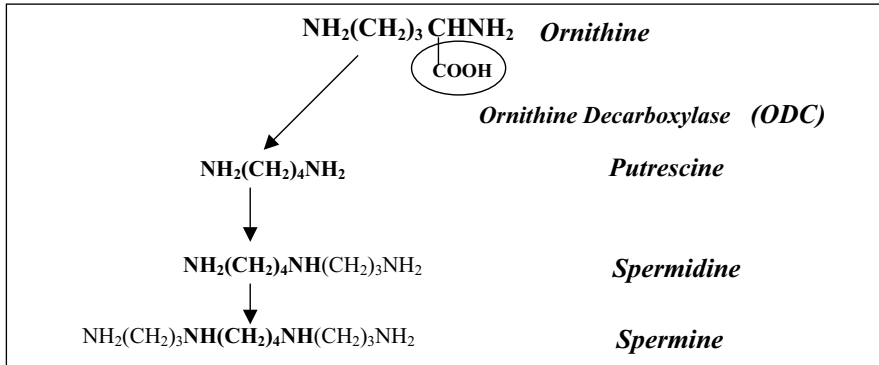 NH₂(CH₂)₃ CHNH₂ Ornithine
COOH
Ornithine Decarboxylase (ODC)
NH₂(CH₂)₄NH₂ Putrescine
NH₂(CH₂)₄NH(CH₂)₃NH₂ Spermidine
NH₂(CH₂)₃NH(CH₂)₄NH(CH₂)₃NH₂ Spermine